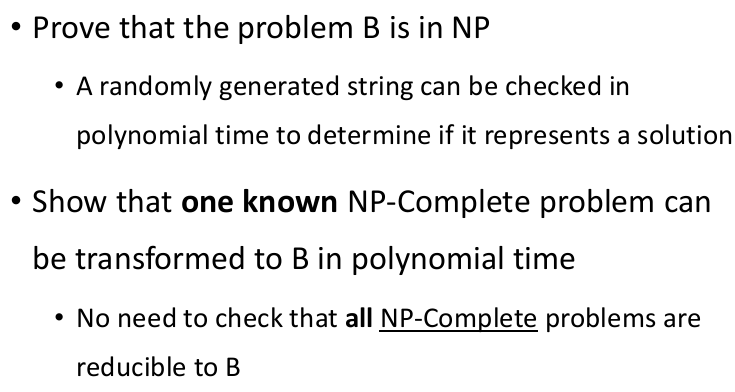 • Prove that the problem B is in NP
• A randomly generated string can be checked in
polynomial time to determine if it represents a solution
• Show that one known NP-Complete problem can
be transformed to B in polynomial time
• No need to check that all NP-Complete problems are
reducible to B